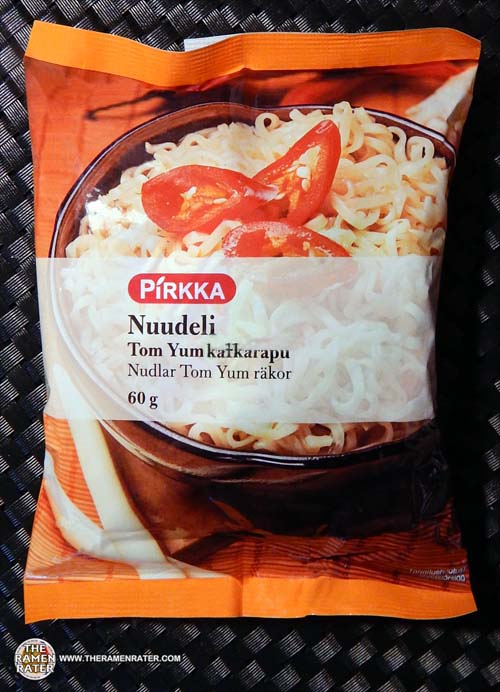 PIRKKA
Nuudeli
Tom Yum katkarapu
Nudlar Tom Yum räkor
60 g
THE
RAMEN
RATER
WWW.THERAMENRATER.COM